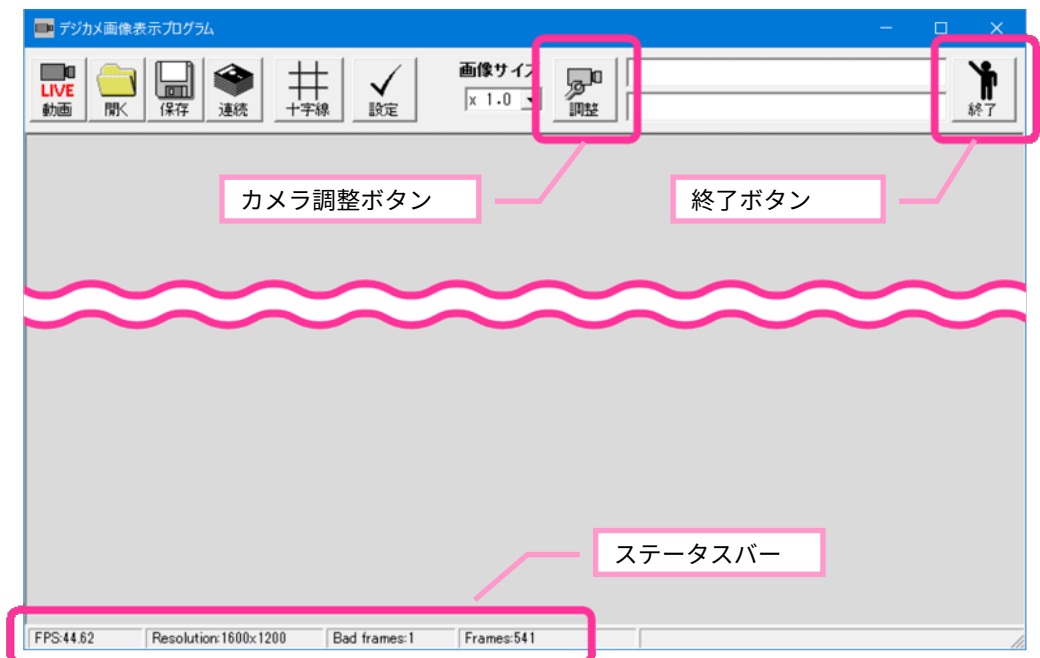 デジカメ画像表示プログラム
LIVE
動画
開く
保存
連続
十字線
設定
画像サイズ
x 1.0
調整
終了
カメラ調整ボタン
終了ボタン
ステータスバー
FPS:44.62
Resolution:1600x1200
Bad frames:1
Frames:541